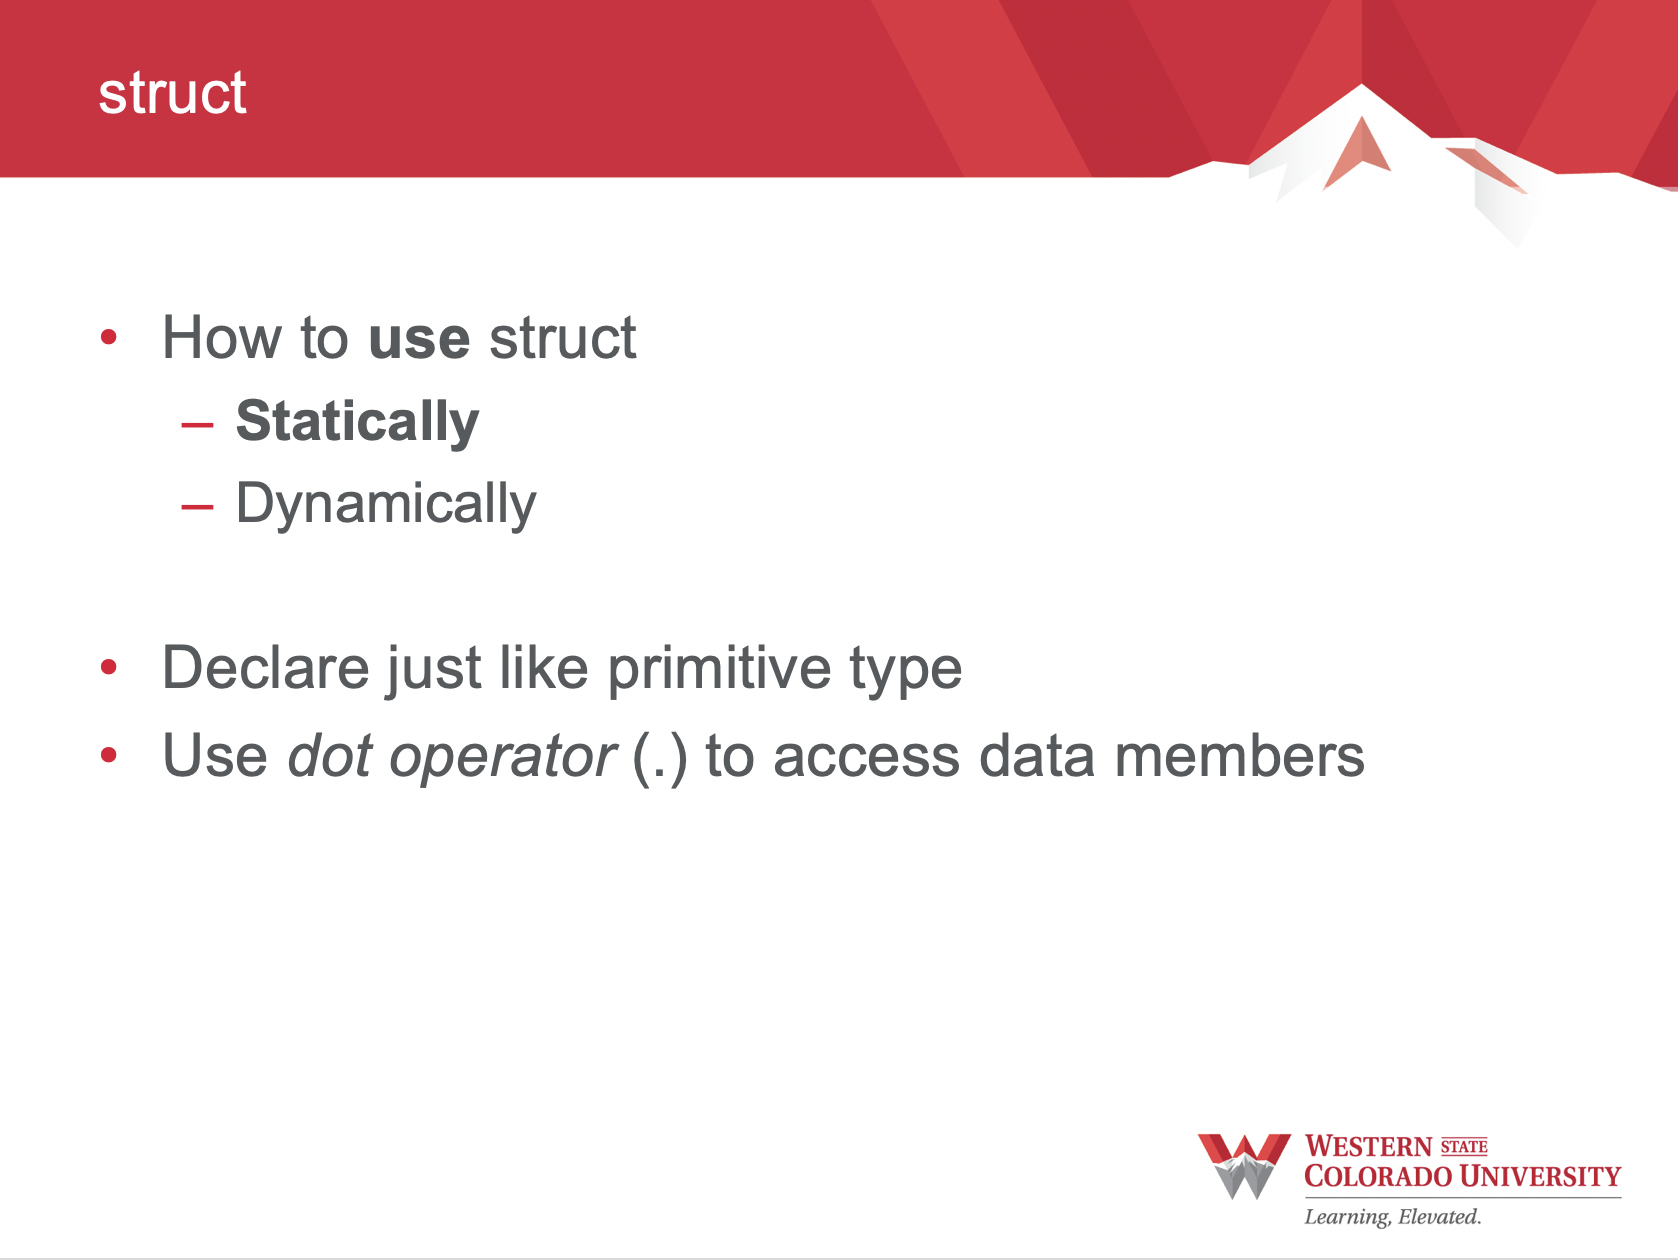 struct
• How to use struct
– Statically
– Dynamically
• Declare just like primitive type
• Use dot operator (.) to access data members
WESTERN STATE
COLORADO UNIVERSITY
Learning, Elevated.